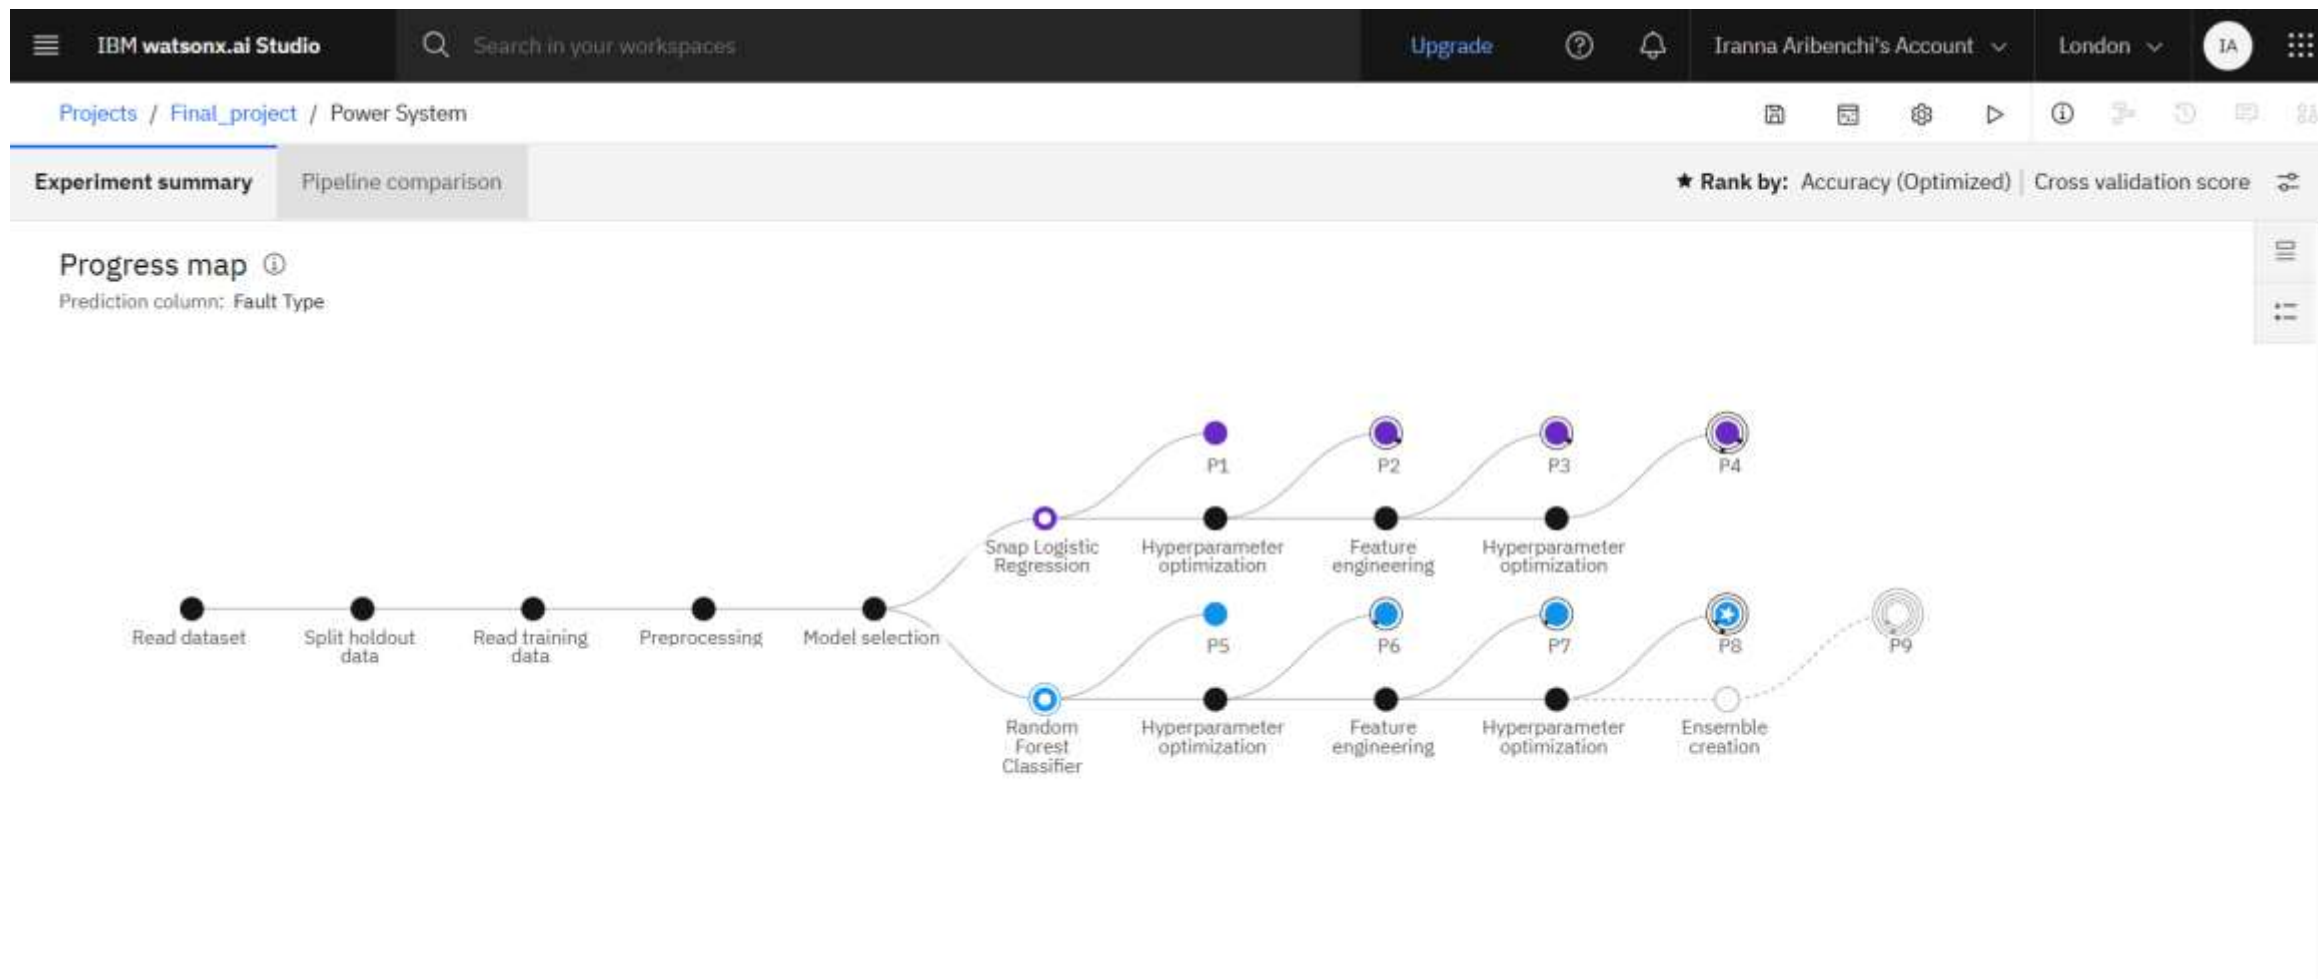 IBM watsonx.ai Studio
Search in your workspaces
Upgrade
Iranna Aribenchi's Account
London
IA
Projects / Final_project / Power System
Experiment summary
Pipeline comparison
★ Rank by: Accuracy (Optimized) | Cross validation score
Progress map
Prediction column: Fault Type
P1
P2
P3
P4
Snap Logistic
Regression
Hyperparameter
optimization
Feature
engineering
Hyperparameter
optimization
Read dataset
Split holdout
data
Read training
data
Preprocessing
Model selection
P5
P6
P7
P8
P9
Random
Forest
Classifier
Hyperparameter
optimization
Feature
engineering
Hyperparameter
optimization
Ensemble
creation